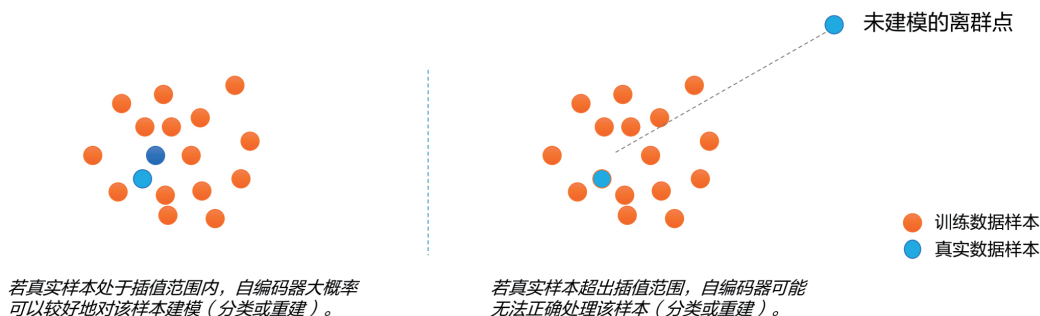 未建模的离群点
训练数据样本
真实数据样本
若真实样本处于插值范围内，自编码器大概率
可以较好地对该样本建模（分类或重建）。
若真实样本超出插值范围，自编码器可能
无法正确处理该样本（分类或重建）。